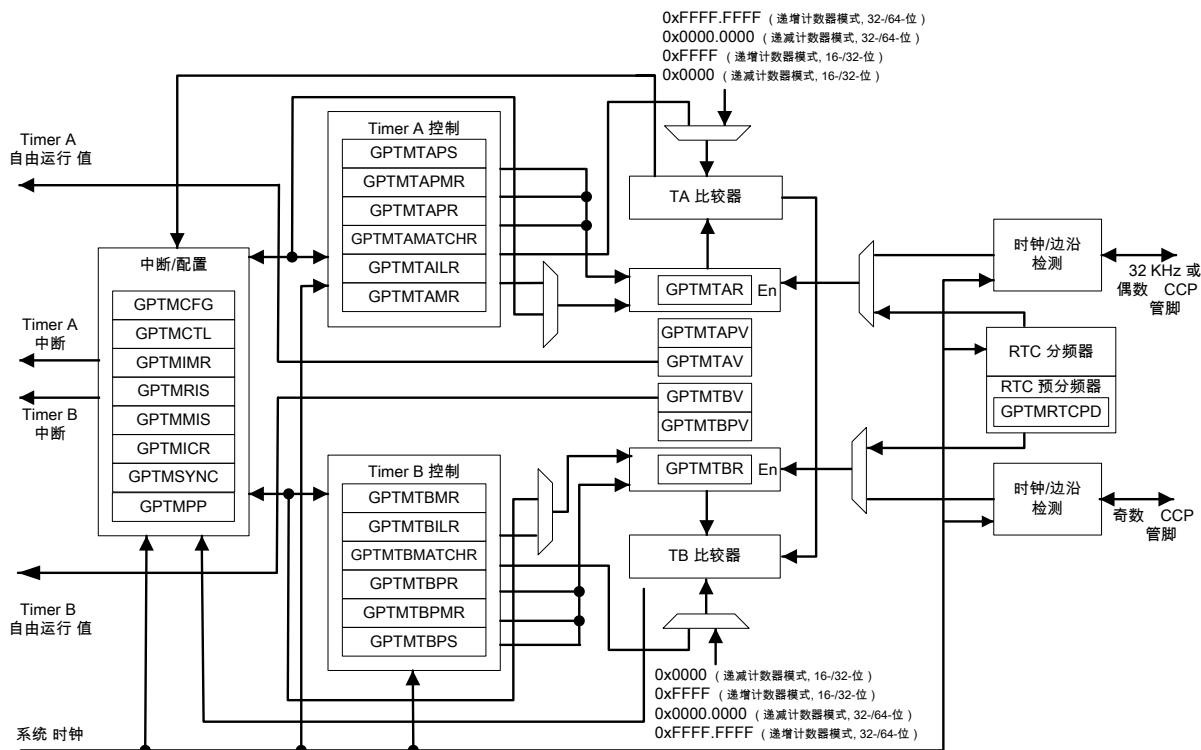 0xFFFF.FFFF ( 递增计数器模式, 32-/64-位 )
0x0000.0000 ( 递减计数器模式, 32-/64-位 )
0xFFFF ( 递增计数器模式, 16-/32-位 )
0x0000 ( 递减计数器模式, 16-/32-位 )
Timer A
自由运行 值
Timer A 控制
GPTMTAPS
GPTMTAPMR
GPTMTAPR
GPTMTAMATCHR
GPTMTAILR
GPTMTAMR
TA 比较器
GPTMTAR
En
GPTMTAPV
GPTMTAV
GPTMTBV
GPTMTBPV
中断/配置
GPTMCFG
GPTMCTL
GPTMIMR
GPTMRIS
GPTMMIS
GPTMICR
GPTMSYNC
GPTMPP
Timer A
中断
Timer B
中断
时钟/边沿
检测
32 KHz 或
偶数 CCP
管脚
RTC 分频器
RTC 预分频器
GPTMRTCPD
Timer B 控制
GPTMTBMR
GPTMTBILR
GPTMTBMATCHR
GPTMTBPR
GPTMTBPMR
GPTMTBPS
GPTMTBR
En
TB 比较器
时钟/边沿
检测
奇数 CCP
管脚
Timer B
自由运行 值
0x0000 ( 递减计数器模式, 16-/32-位 )
0xFFFF ( 递增计数器模式, 16-/32-位 )
0x0000.0000 ( 递减计数器模式, 32-/64-位 )
0xFFFF.FFFF ( 递增计数器模式, 32-/64-位 )
系统 时钟